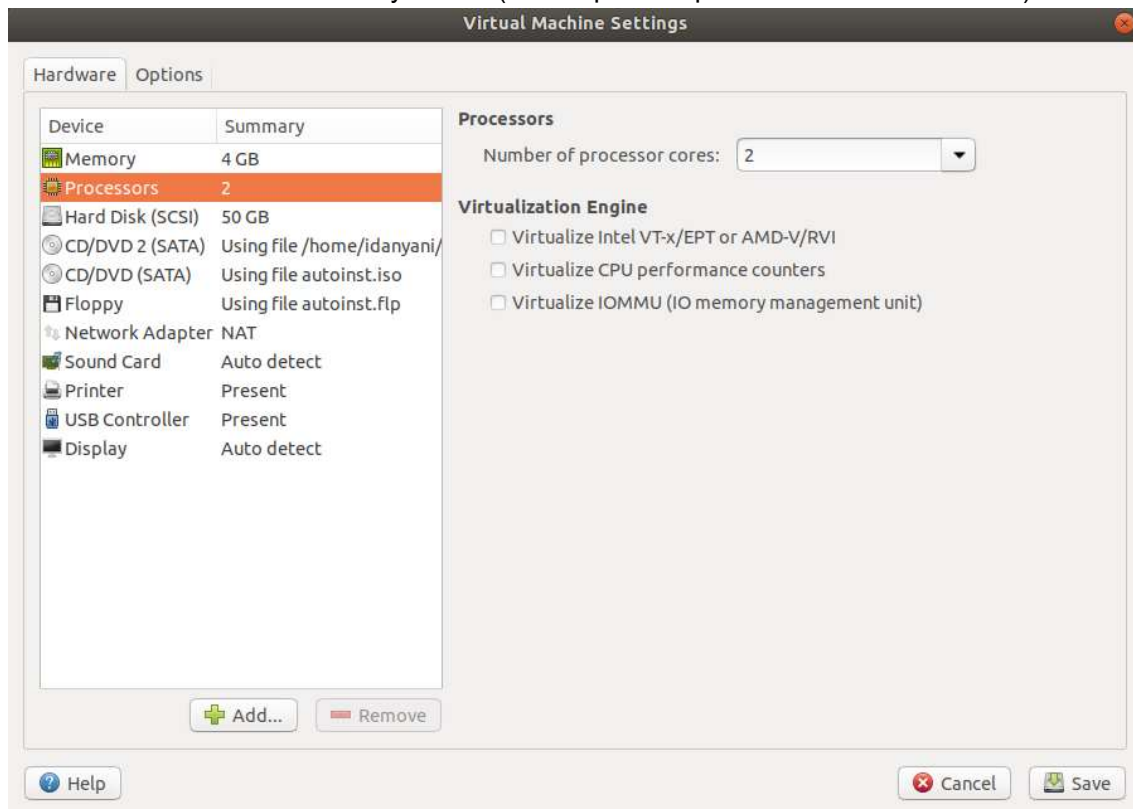 Virtual Machine Settings
Hardware Options
Device Summary
Memory 4 GB
Processors 2
Hard Disk (SCSI) 50 GB
CD/DVD 2 (SATA) Using file /home/idanyani/
CD/DVD (SATA) Using file autoinst.iso
Floppy Using file autoinst.flp
Network Adapter NAT
Sound Card Auto detect
Printer Present
USB Controller Present
Display Auto detect
Add... Remove
Processors
Number of processor cores: 2
Virtualization Engine
Virtualize Intel VT-x/EPT or AMD-V/RVI
Virtualize CPU performance counters
Virtualize IOMMU (IO memory management unit)
Help Cancel Save